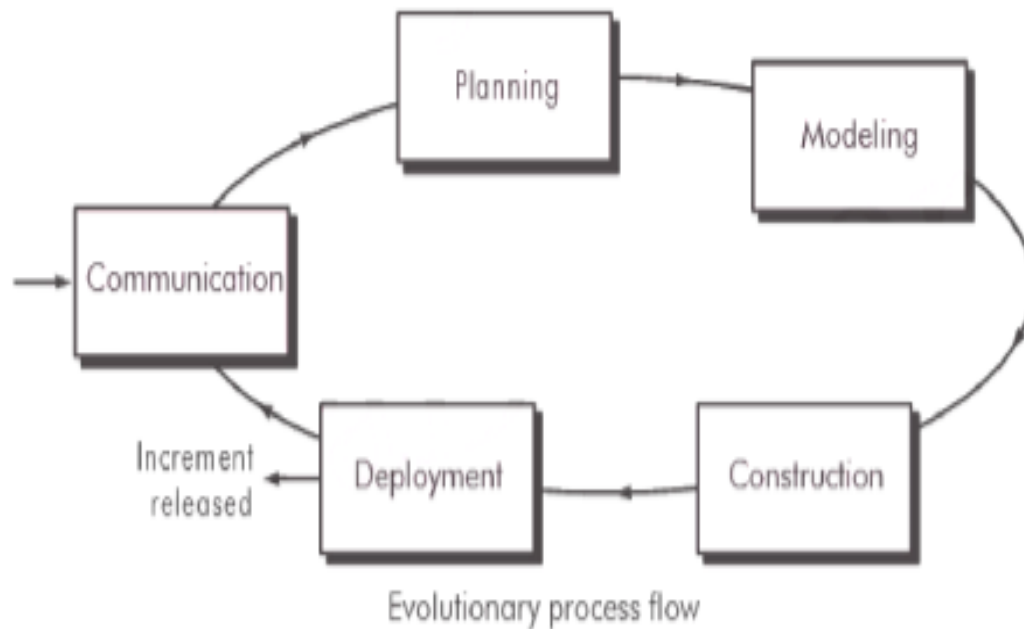 Planning
Modeling
Communication
Increment
released
Deployment
Construction
Evolutionary process flow